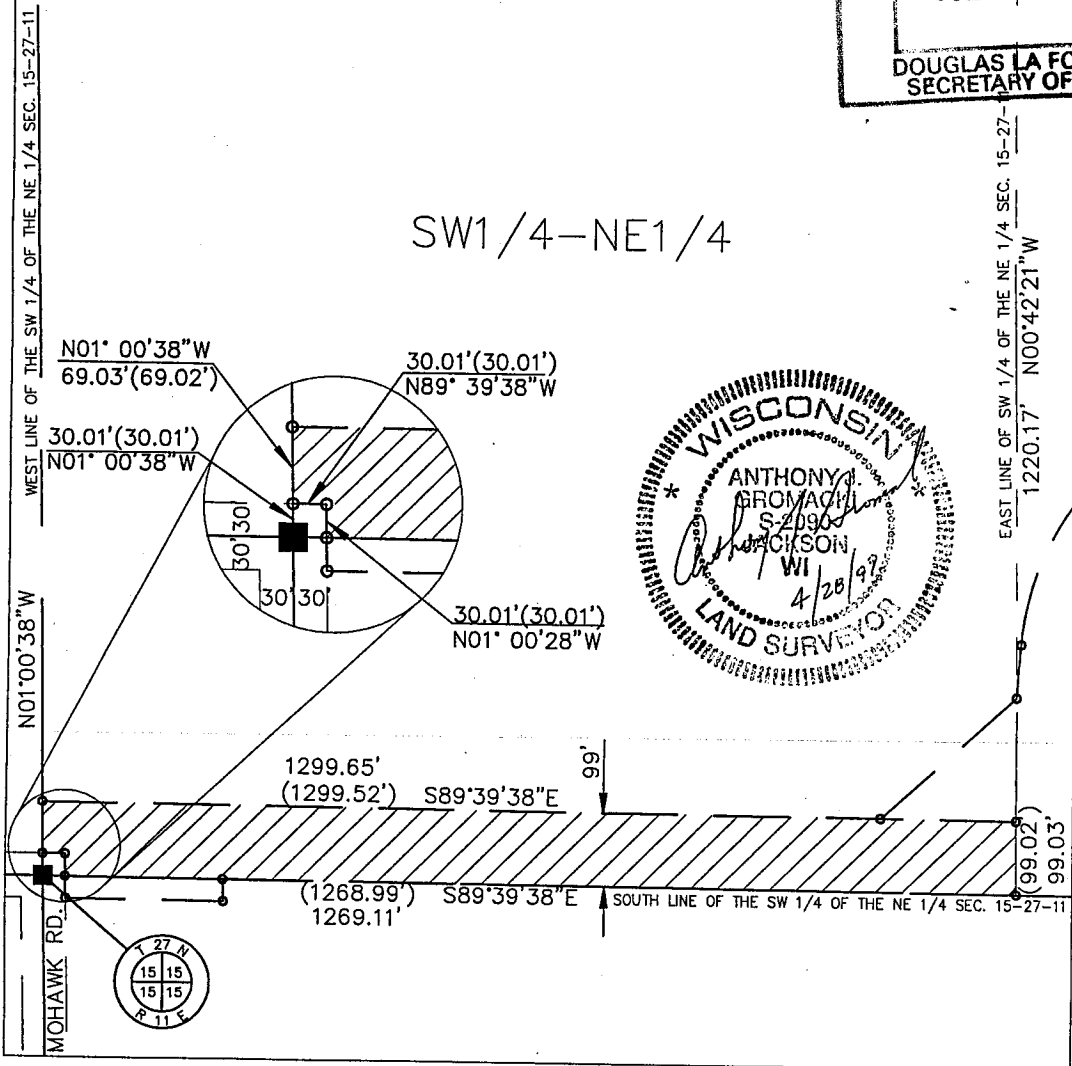 DOUGLAS LA FO
SECRETARY OF
WEST LINE OF THE SW 1/4 OF THE NE 1/4 SEC. 15-27-11
N01°00'38"W
SW1/4-NE1/4
N01° 00'38"W
69.03'(69.02')
30.01'(30.01')
N89° 39'38"W
30.01'(30.01')
N01° 00'38"W
30'
30'
30'
30'
30.01'(30.01')
N01° 00'28"W
EAST LINE OF SW 1/4 OF THE NE 1/4 SEC. 15-27-11
1220.17' N00°42'21"W
WISCONSIN
* *
ANTHONY J.
GROMACKI
S-2090
JACKSON
WI
4/28/97
LAND SURVEYOR
99'
1299.65'
(1299.52') S89°39'38"E
(1268.99') S89°39'38"E
1269.11'
(99.02')
99.03'
SOUTH LINE OF THE SW 1/4 OF THE NE 1/4 SEC. 15-27-11
MOHAWK RD.
T 27 N
15 15
15 15
R 11 E